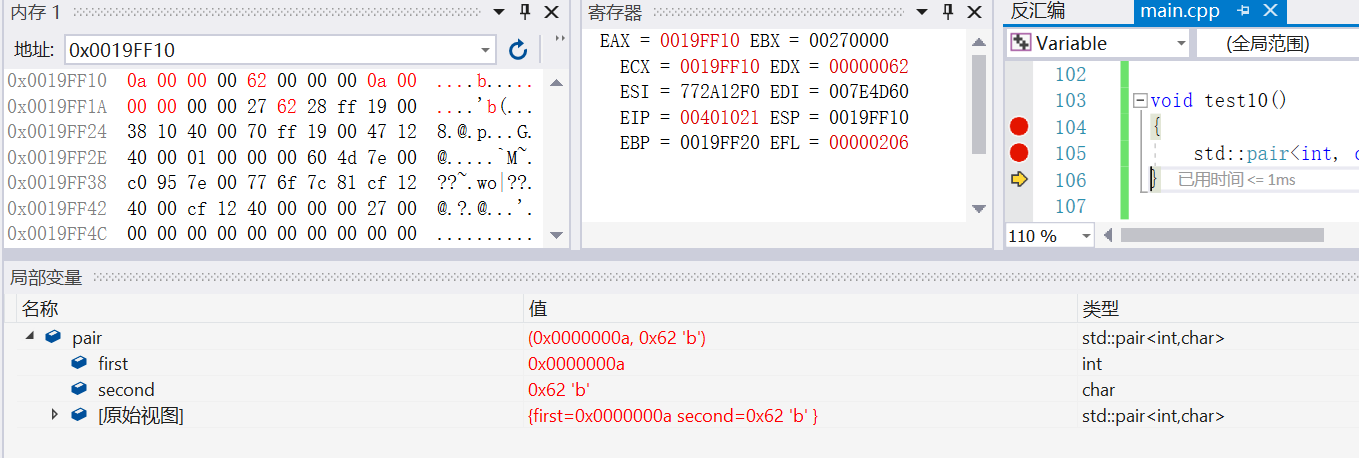 内存 1
地址: 0x0019FF10
0x0019FF10 0a 00 00 00 62 00 00 00 0a 00 ....b.....
0x0019FF1A 00 00 00 00 27 62 28 ff 19 00 ....'b(...
0x0019FF24 38 10 40 00 70 ff 19 00 47 12 8.@.p...G.
0x0019FF2E 40 00 01 00 00 00 60 4d 7e 00 @.....`M~.
0x0019FF38 c0 95 7e 00 77 6f 7c 81 cf 12 ??~.wo|??.
0x0019FF42 40 00 cf 12 40 00 00 00 27 00 @.?.@...'.
0x0019FF4C 00 00 00 00 00 00 00 00 00 00 ..........
寄存器
EAX = 0019FF10 EBX = 00270000
ECX = 0019FF10 EDX = 00000062
ESI = 772A12F0 EDI = 007E4D60
EIP = 00401021 ESP = 0019FF10
EBP = 0019FF20 EFL = 00000206
反汇编 main.cpp
Variable (全局范围)
102
103 void test10()
104 {
105 std::pair<int, c
106 } 已用时间 <= 1ms
107
110 %
局部变量
名称 值 类型
pair (0x0000000a, 0x62 'b') std::pair<int,char>
first 0x0000000a int
second 0x62 'b' char
[原始视图] {first=0x0000000a second=0x62 'b' } std::pair<int,char>